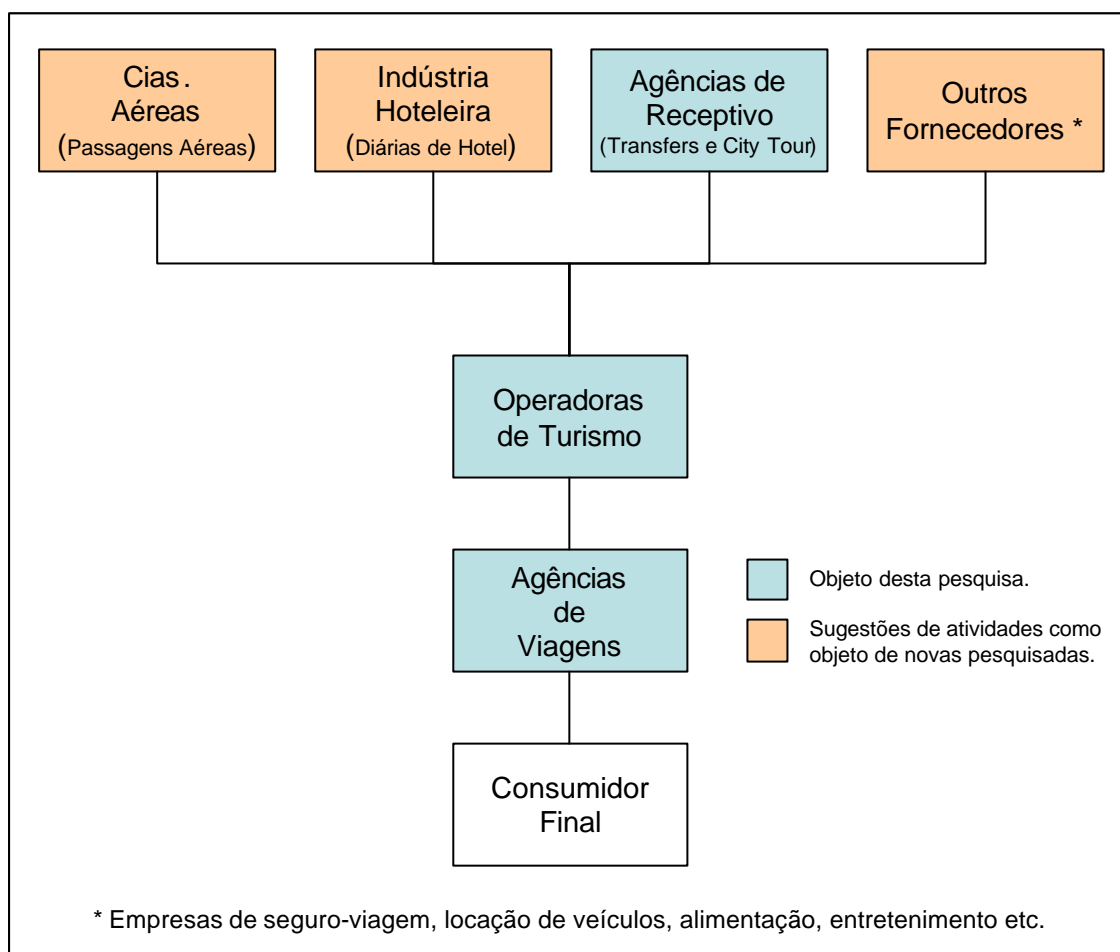 Cias.
Aéreas
(Passagens Aéreas)
Indústria
Hoteleira
(Diárias de Hotel)
Agências de
Receptivo
(Transfers e City Tour)
Outros
Fornecedores *
Operadoras
de Turismo
Agências
de
Viagens
Objeto desta pesquisa.
Sugestões de atividades como
objeto de novas pesquisadas.
Consumidor
Final
* Empresas de seguro-viagem, locação de veículos, alimentação, entretenimento etc.